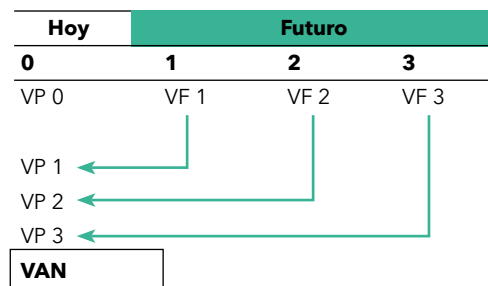 Hoy Futuro
0 1 2 3
VP 0 VF 1 VF 2 VF 3
VP 1
VP 2
VP 3
VAN